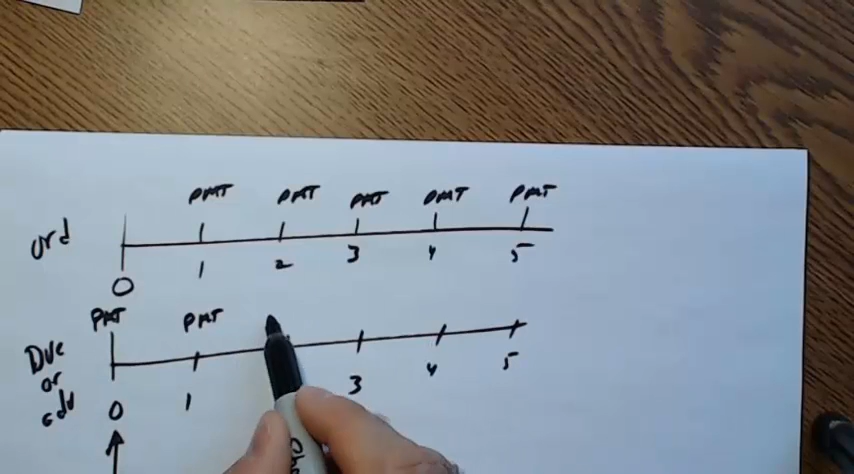 PMT PMT PMT PMT PMT
ord
0 1 2 3 4 5
PMT PMT
Due
or
adv
0 1 3 4 5